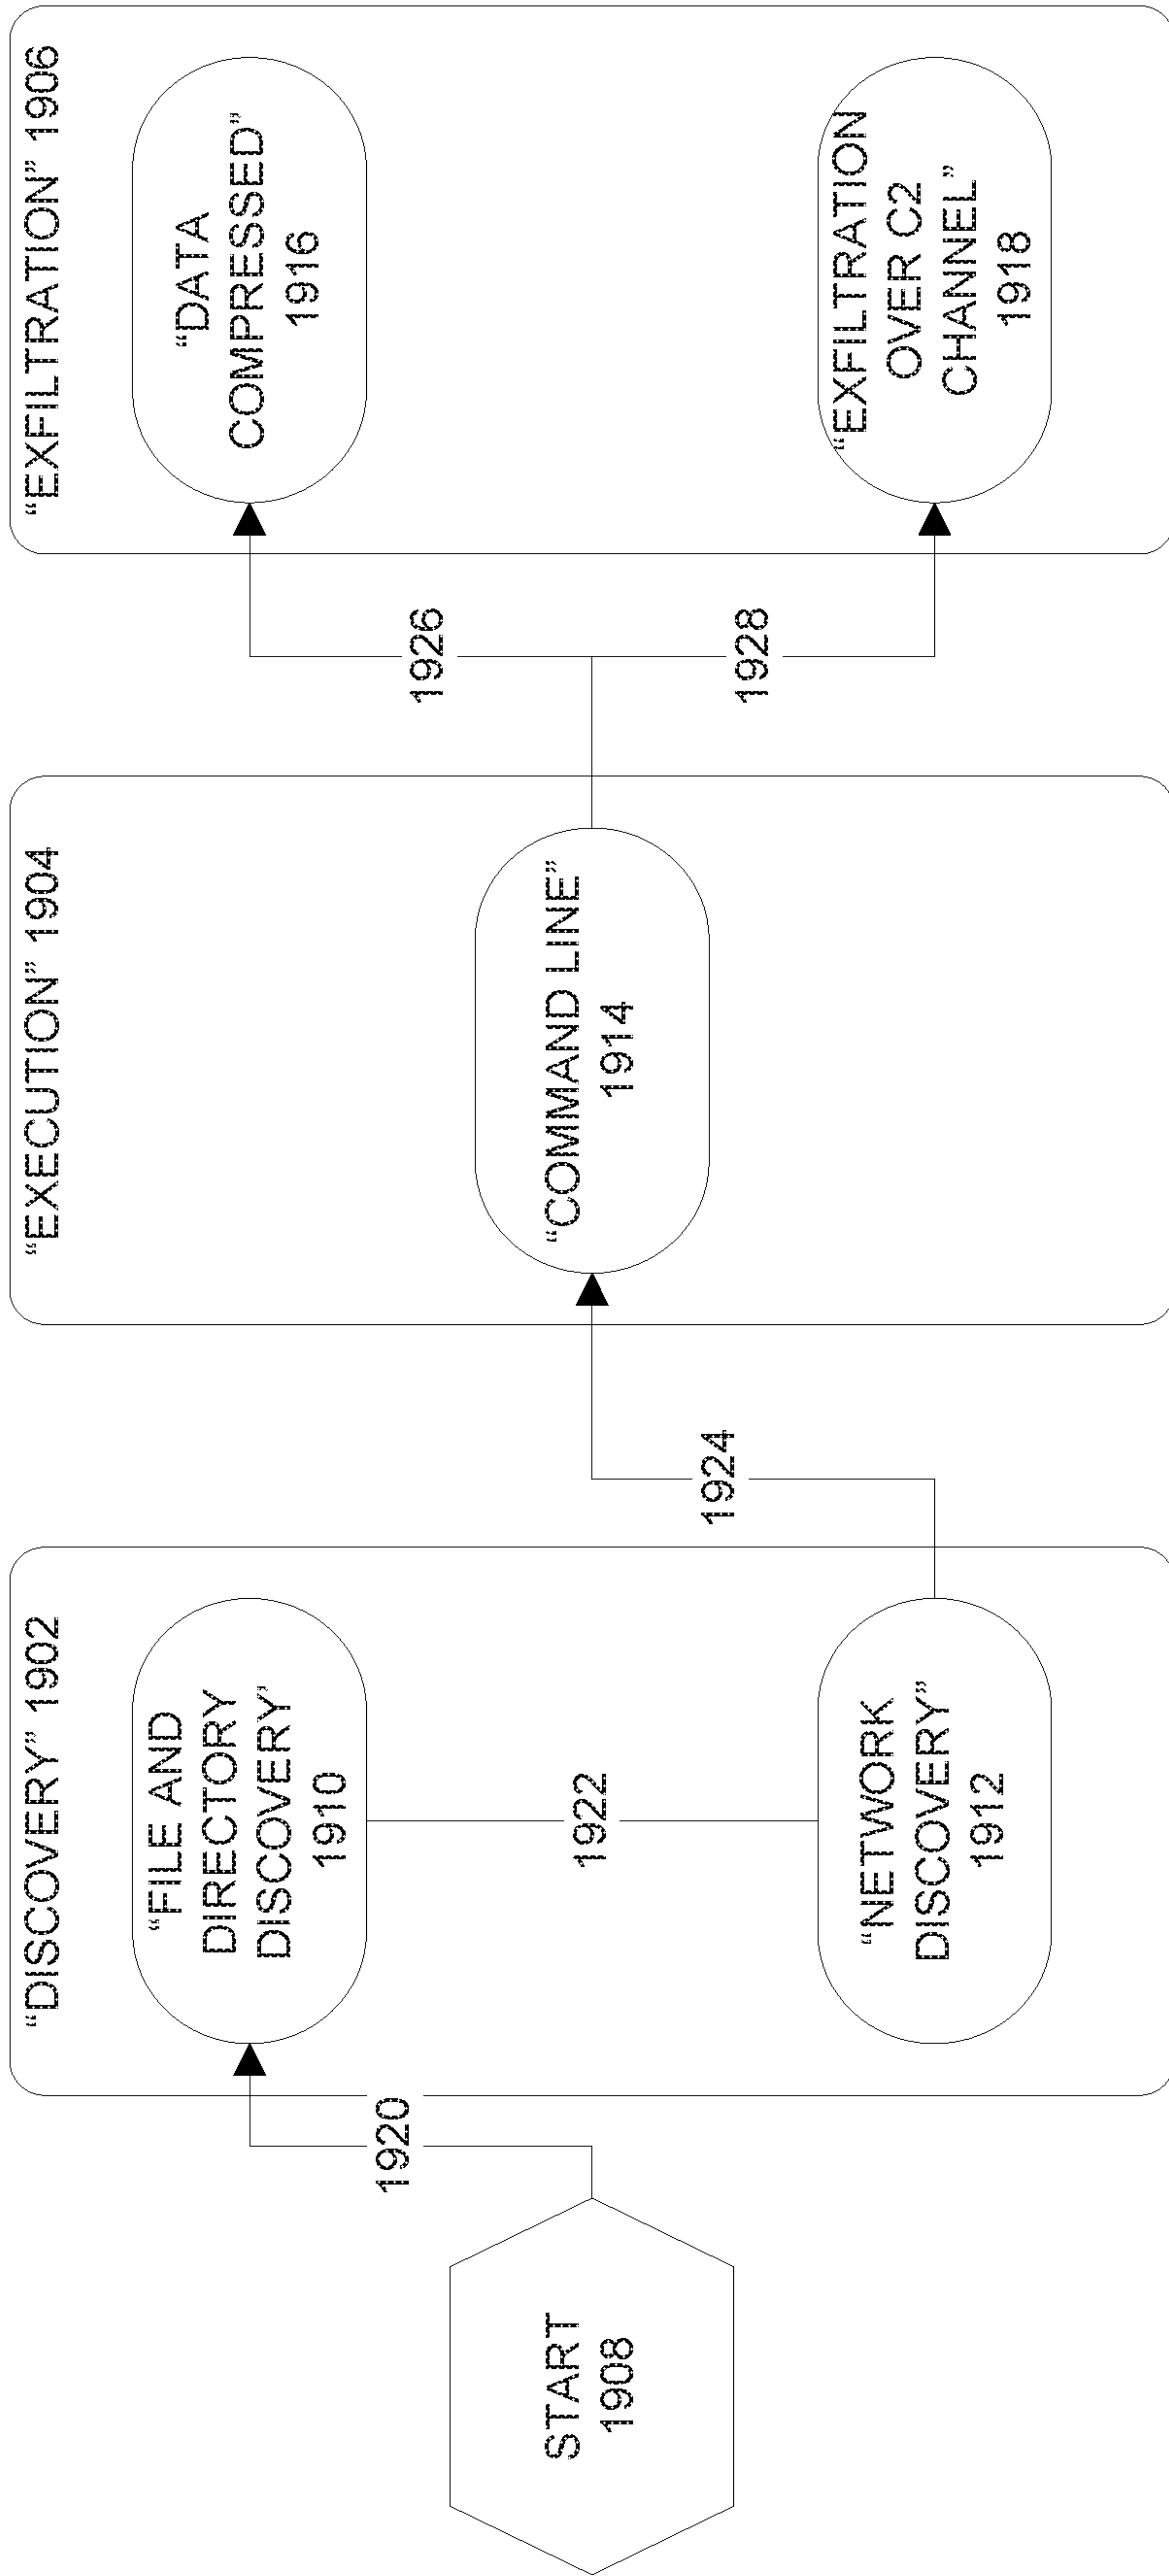 START
1908
1920
“DISCOVERY” 1902
“FILE AND
DIRECTORY
DISCOVERY’
1910
1922
“NETWORK
DISCOVERY”
1912
1924
“EXECUTION” 1904
“COMMAND LINE”
1914
1926
1928
“EXFILTRATION” 1906
“DATA
COMPRESSED”
1916
“EXFILTRATION
OVER C2
CHANNEL”
1918